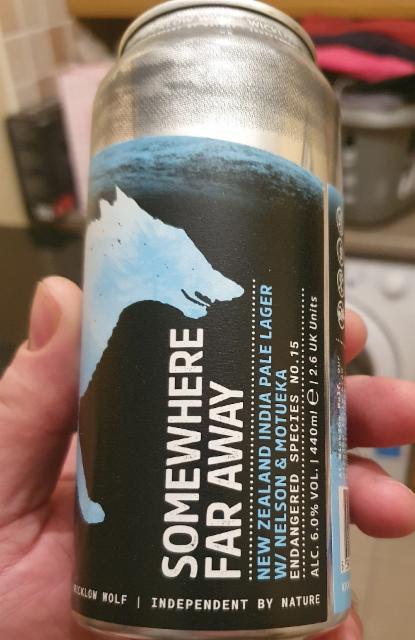 SOMEWHERE
FAR AWAY
NEW ZEALAND INDIA PALE LAGER
W/ NELSON & MOTUEKA
ENDANGERED SPECIES NO.15
ALC. 6.0% VOL. | 440ml ℮ | 2.6 UK Units
WICKLOW WOLF | INDEPENDENT BY NATURE